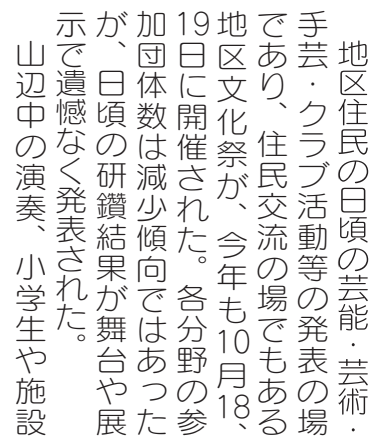 地区住民の日頃の芸能・芸術・
手芸・クラブ活動等の発表の場
であり、住民交流の場でもある
地区文化祭が、今年も10月18、
19日に開催された。各分野の参
加団体数は減少傾向ではあった
が、日頃の研鑽結果が舞台や展
示で遺憾なく発表された。
　山辺中の演奏、小学生や施設